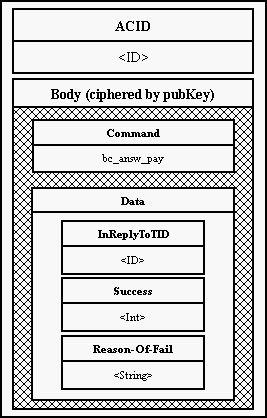 ACID
<ID>
Body (ciphered by pubKey)
Command
bc_answ_pay
Data
InReplyToTID
<ID>
Success
<Int>
Reason-Of-Fail
<String>